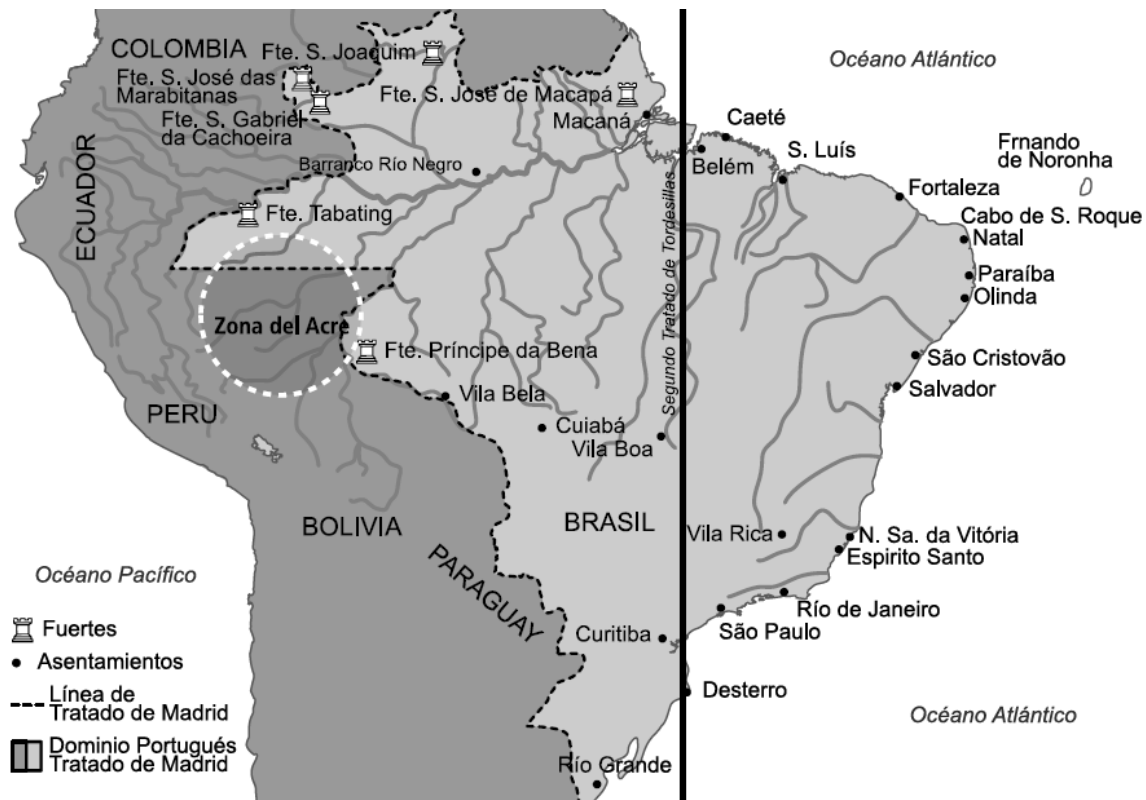 COLOMBIA
Fte. S. Joaquim
Océano Atlántico
Fte. S. José das
Marabitanas
Fte. S. José de Macapá
Fte. S. Gabriel
da Cachoeira
Macaná
Caeté
Belém
S. Luís
Frnando
de Noronha
ECUADOR
Barranco Río Negro
Segundo Tratado de Tordesillas
Fortaleza
Fte. Tabating
Cabo de S. Roque
Natal
Paraíba
Olinda
Zona del Acre
Fte. Príncipe da Bena
São Cristovão
Salvador
PERU
Vila Bela
Cuiabá
Vila Boa
BOLIVIA
BRASIL
Vila Rica
N. Sa. da Vitória
Espirito Santo
PARAGUAY
Océano Pacífico
Río de Janeiro
São Paulo
Fuertes
Curitiba
Asentamientos
Desterro
Océano Atlántico
Línea de
Tratado de Madrid
Dominio Portugués
Tratado de Madrid
Río Grande